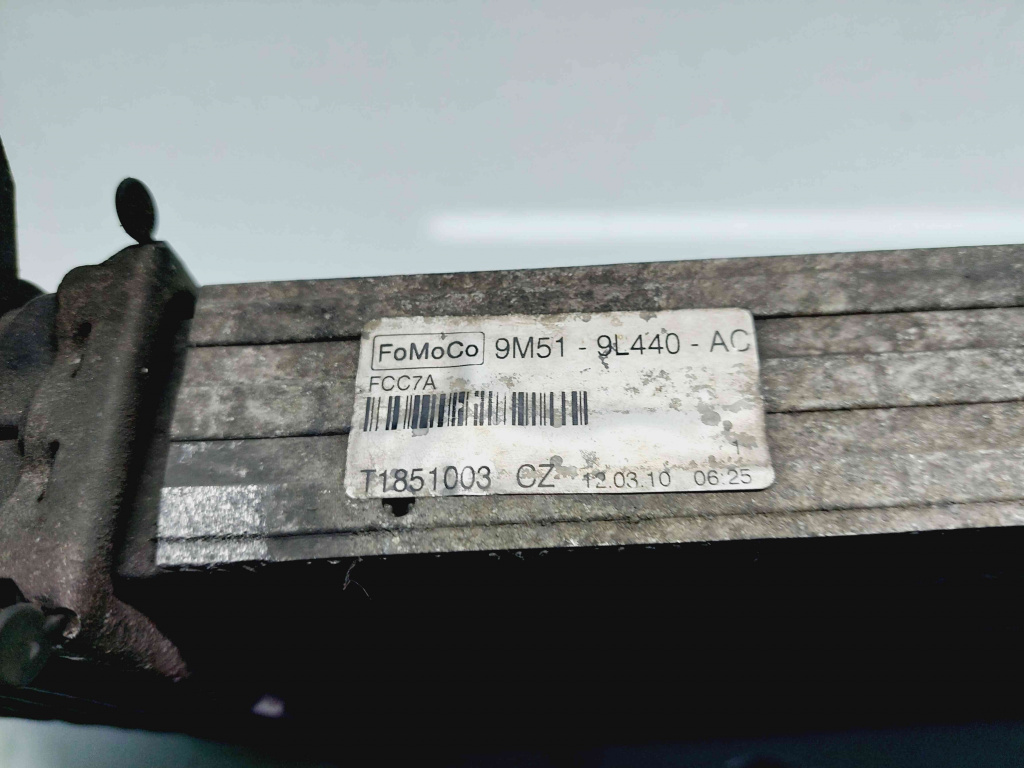 FoMoCo 9M51 - 9L440 - AC
FCC7A
1
T1851003 CZ 12.03.10 06:25